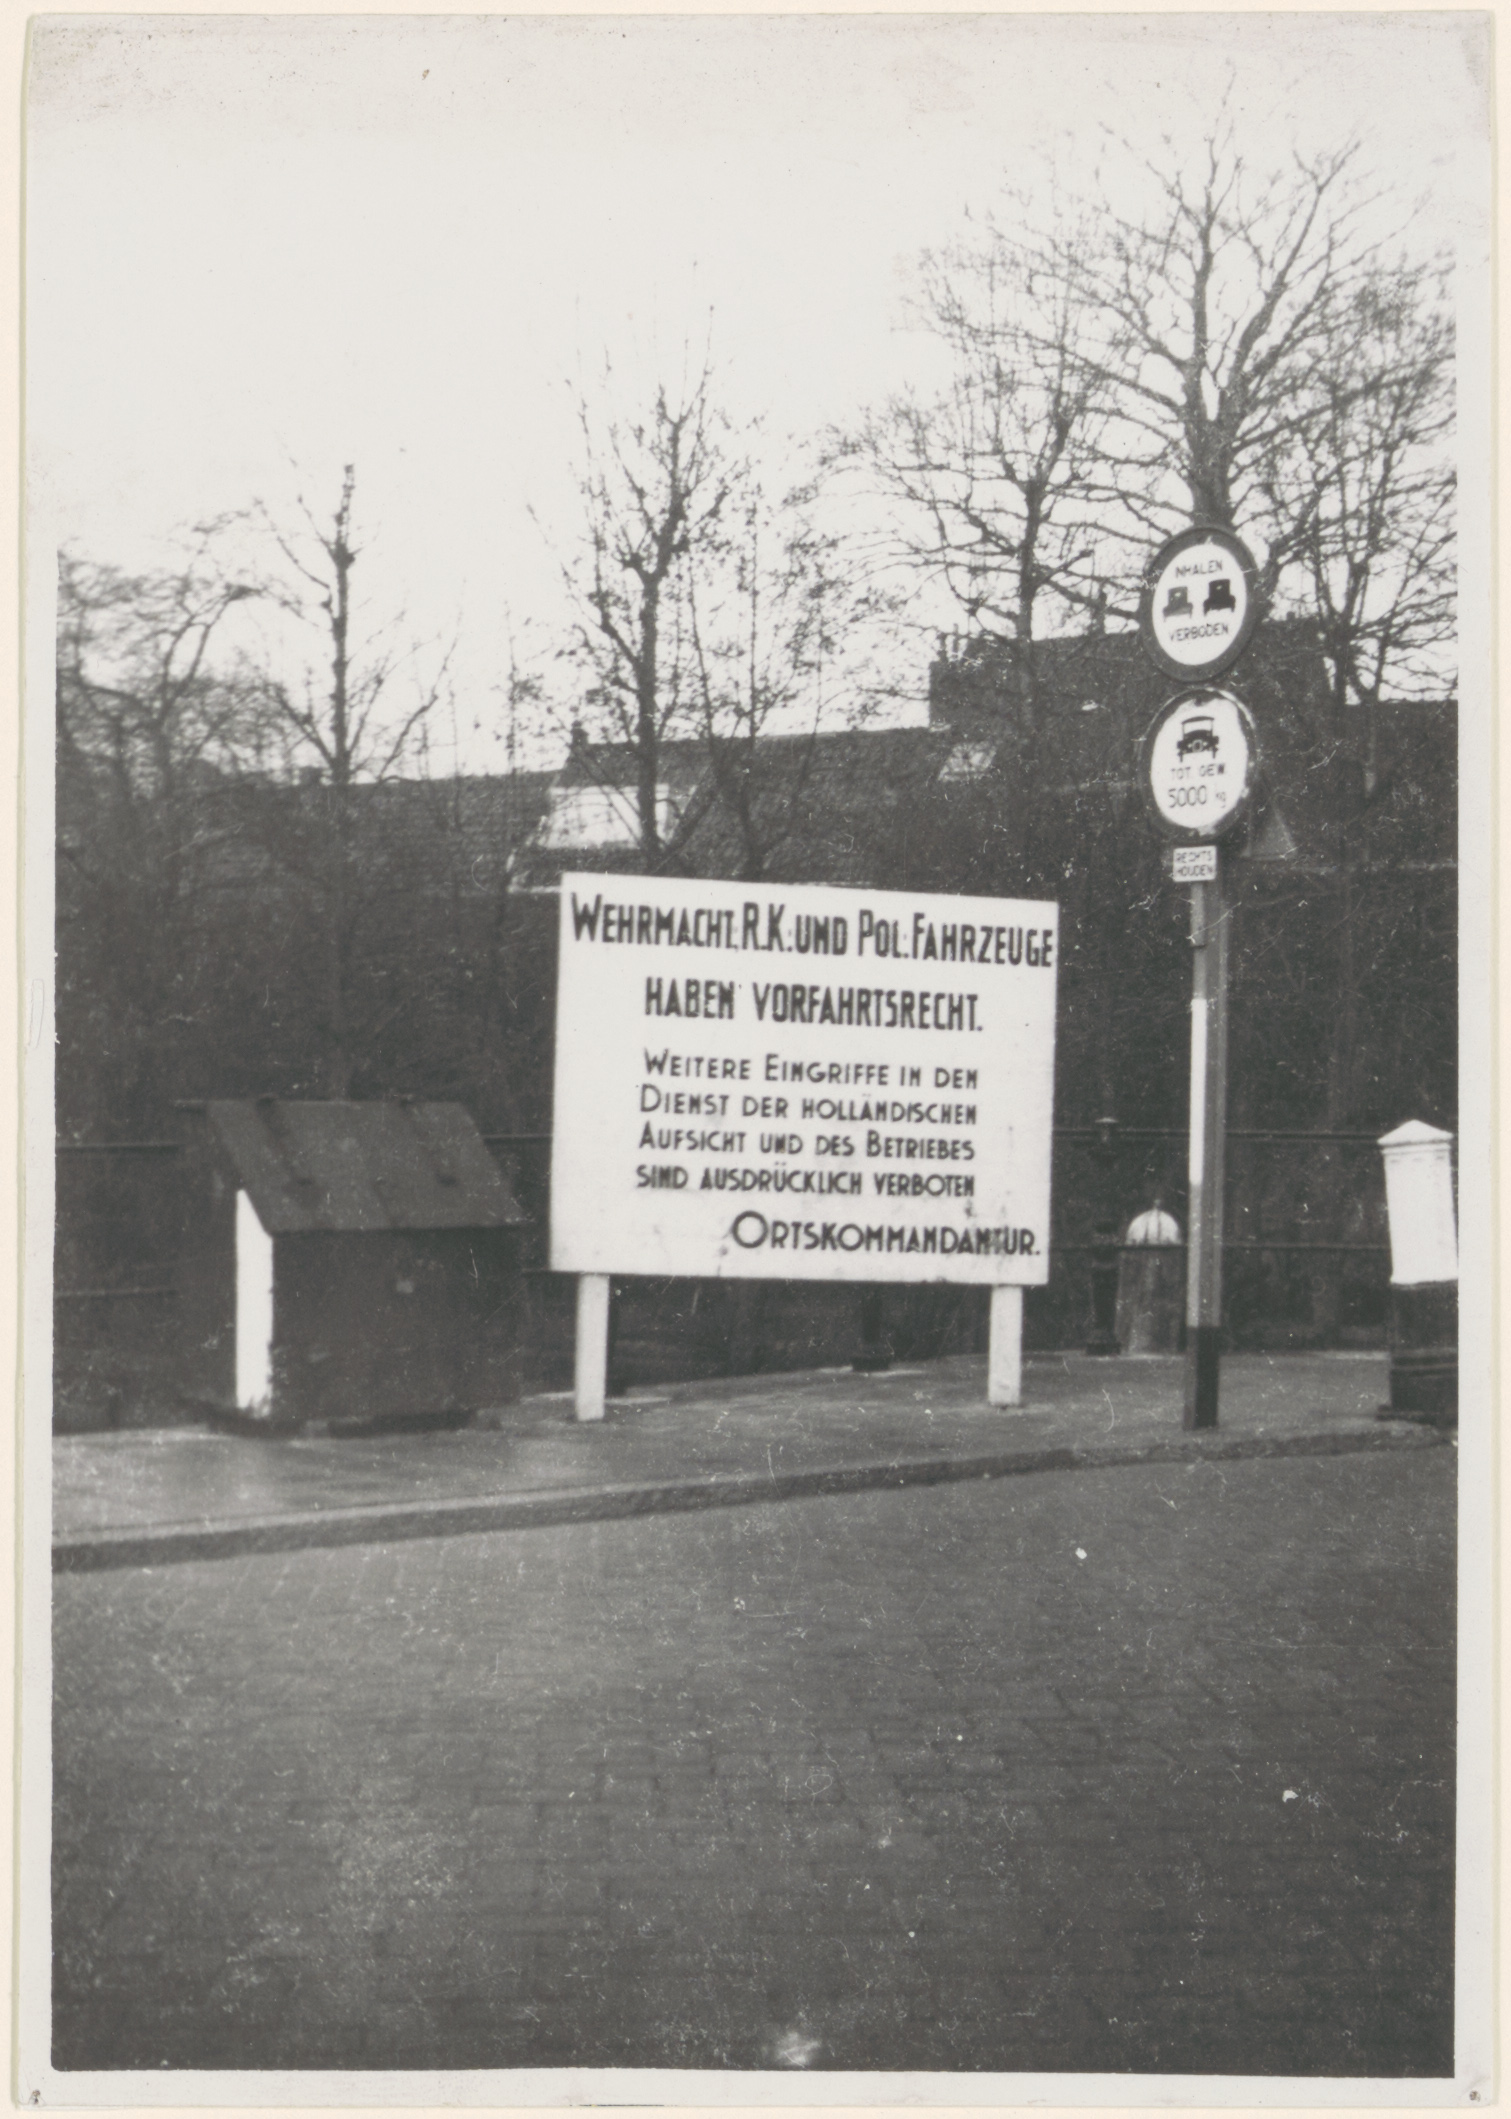 INHALEN
VERBODEN
TOT. GEW.
5000 kg
RECHTS
HOUDEN
WEHRMACHT, R.K. UND POL. FAHRZEUGE
HABEN VORFAHRTSRECHT.
WEITERE EINGRIFFE IN DEN
DIENST DER HOLLÄNDISCHEN
AUFSICHT UND DES BETRIEBES
SIND AUSDRÜCKLICH VERBOTEN
ORTSKOMMANDANTUR.